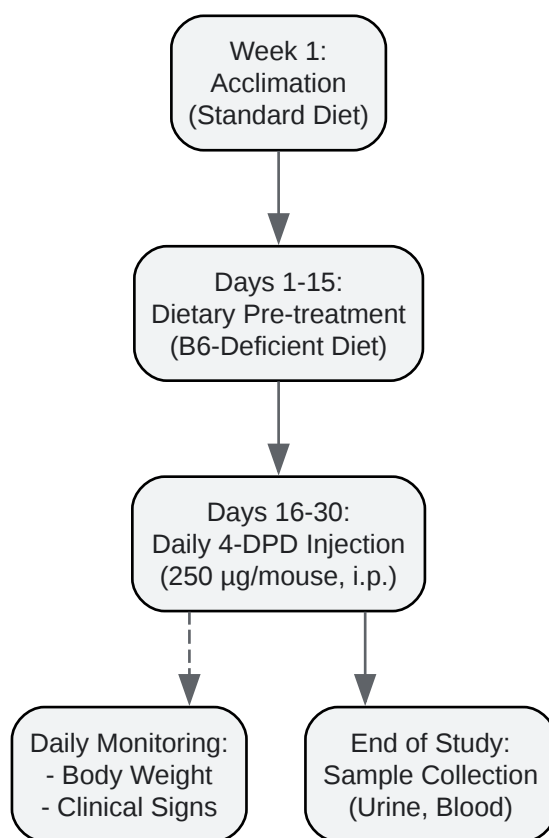 Week 1:
Acclimation
(Standard Diet)
Days 1-15:
Dietary Pre-treatment
(B6-Deficient Diet)
Days 16-30:
Daily 4-DPD Injection
(250 µg/mouse, i.p.)
Daily Monitoring:
- Body Weight
- Clinical Signs
End of Study:
Sample Collection
(Urine, Blood)